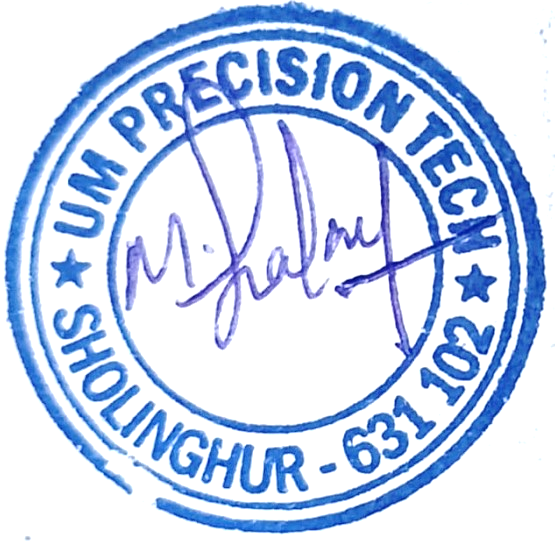 ★ UM PRECISION TECH ★
SHOLINGHUR - 631 102